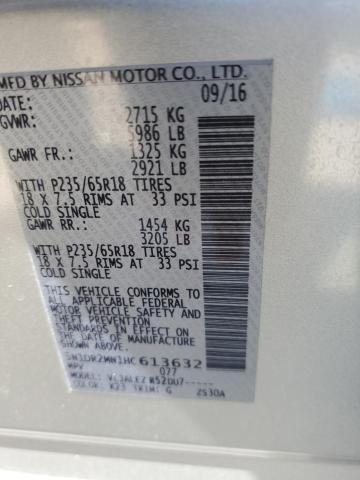 MFD BY NISSAN MOTOR CO., LTD.
DATE: 09/16
GVWR: 2715 KG
5986 LB
GAWR FR: 1325 KG
2921 LB
WITH P235/65R18 TIRES
18 X 7.5 RIMS AT 33 PSI
COLD SINGLE
GAWR RR: 1454 KG
3205 LB
WITH P235/65R18 TIRES
18 X 7.5 RIMS AT 33 PSI
COLD SINGLE
THIS VEHICLE CONFORMS TO
ALL APPLICABLE FEDERAL
MOTOR VEHICLE SAFETY
AND THEFT PREVENTION
STANDARDS IN EFFECT ON
THE DATE OF MANUFACTURE
SHOWN ABOVE.
5N1DR2MN1HC613632
MPV 077
MODEL:
COLOR: K23 TRIM: G 2530A